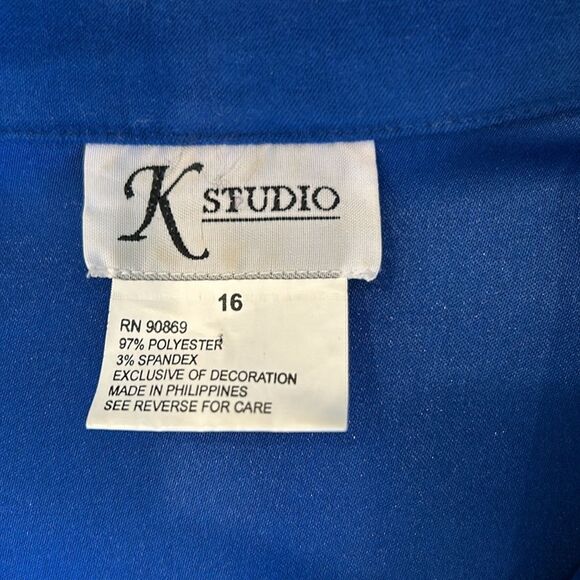 K STUDIO
16
RN 90869
97% POLYESTER
3% SPANDEX
EXCLUSIVE OF DECORATION
MADE IN PHILIPPINES
SEE REVERSE FOR CARE